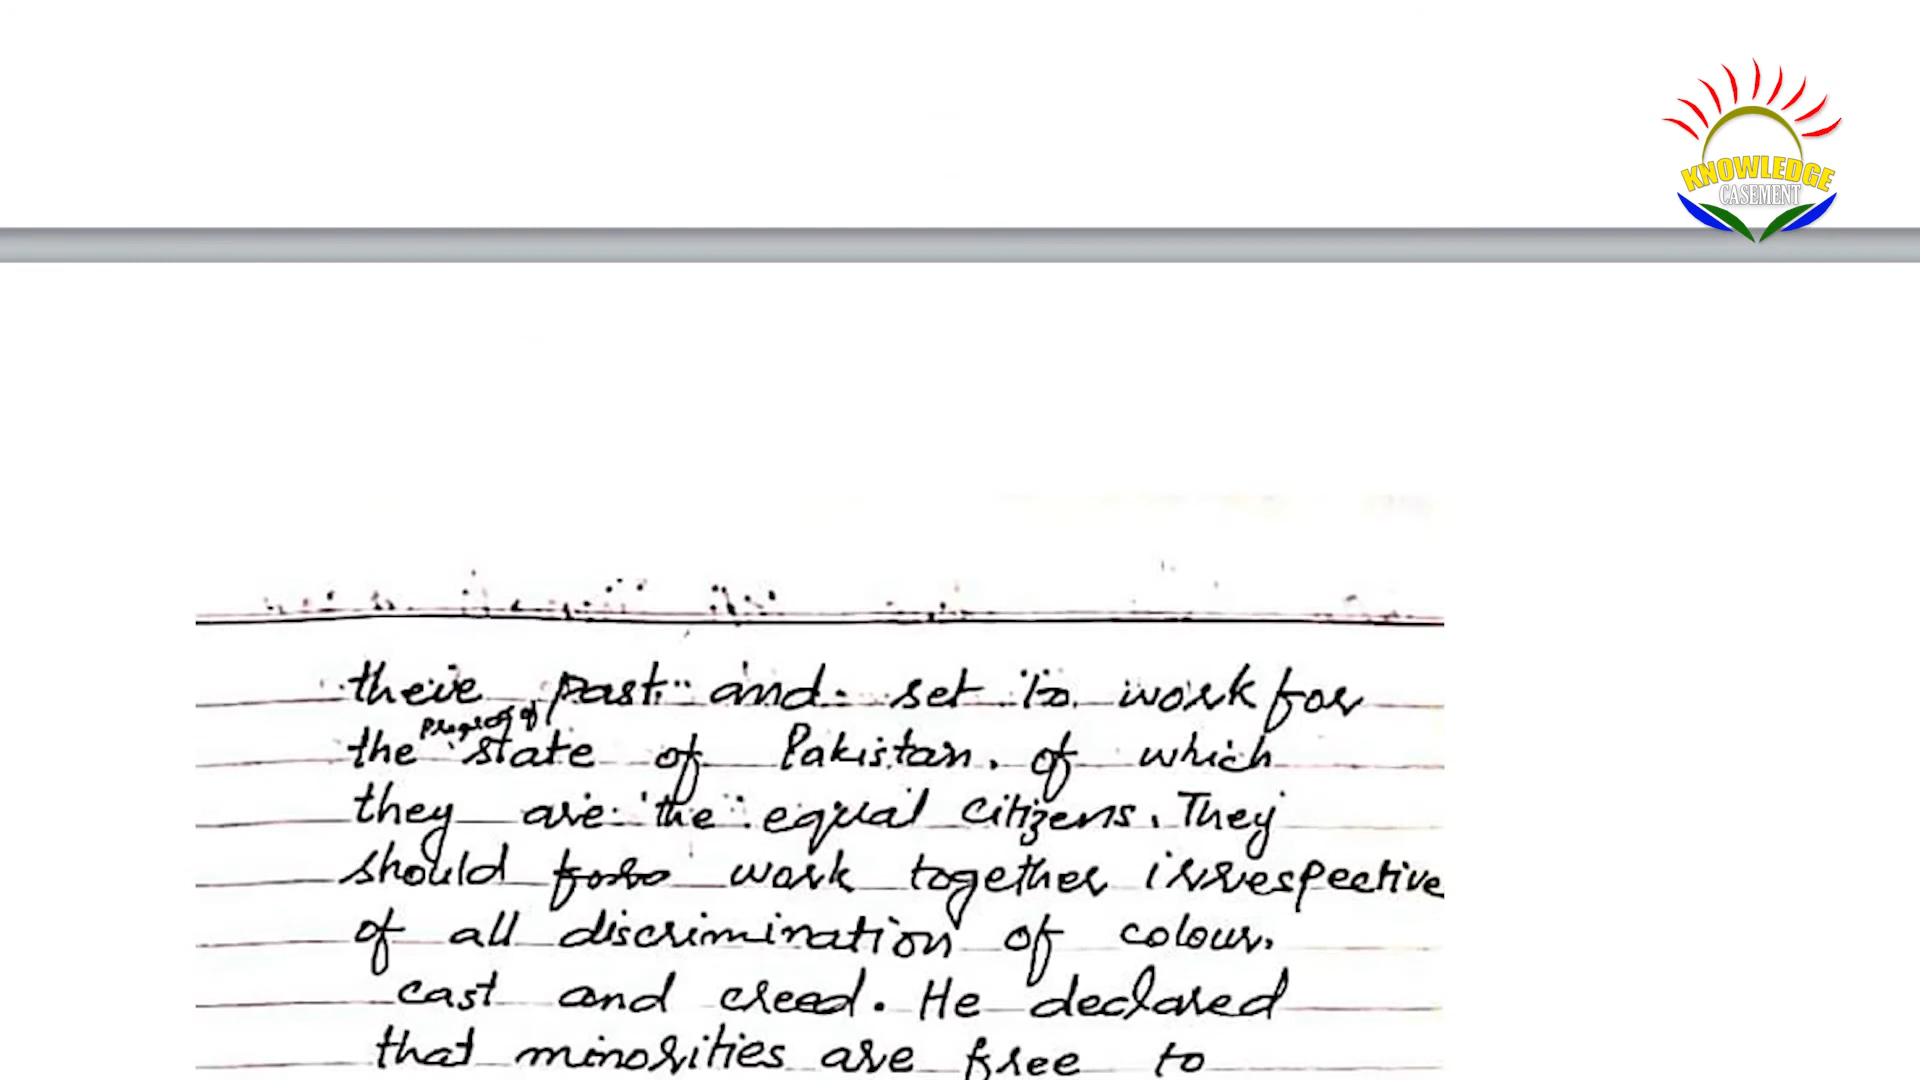 KNOWLEDGE
CASEMENT
theire past and set to work for
progress of
the state of Pakistan. of which
they are the equal citizens. They
should work together irrespective
of all discrimination of colour,
cast and creed. He declared
that minorities are free to